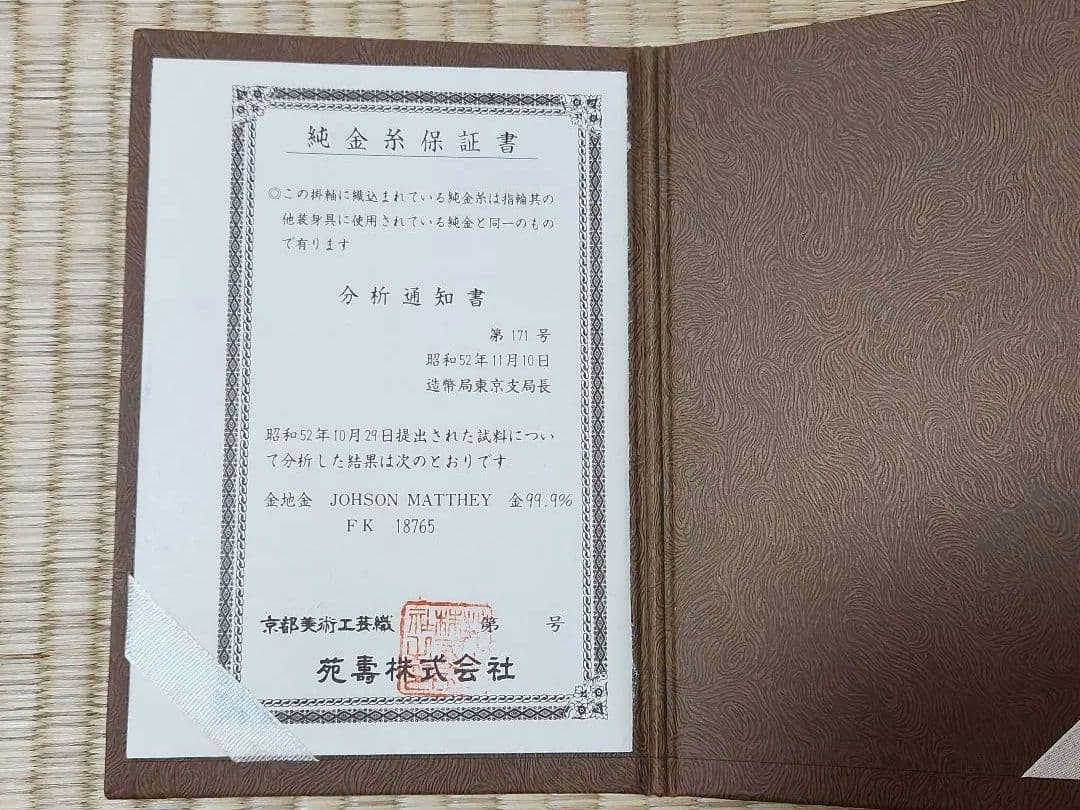 純金糸保証書
◎この掛軸に織込まれている純金糸は指輪其の
他装身具に使用されている純金と同一のもの
で有ります
分析通知書
第171号
昭和52年11月10日
造幣局東京支局長
昭和52年10月29日提出された試料につい
て分析した結果は次のとおりです
金地金 JOHSON MATTHEY 金99.9%
FK 18765
京都美術工芸織 第 号
苑壽株式会社